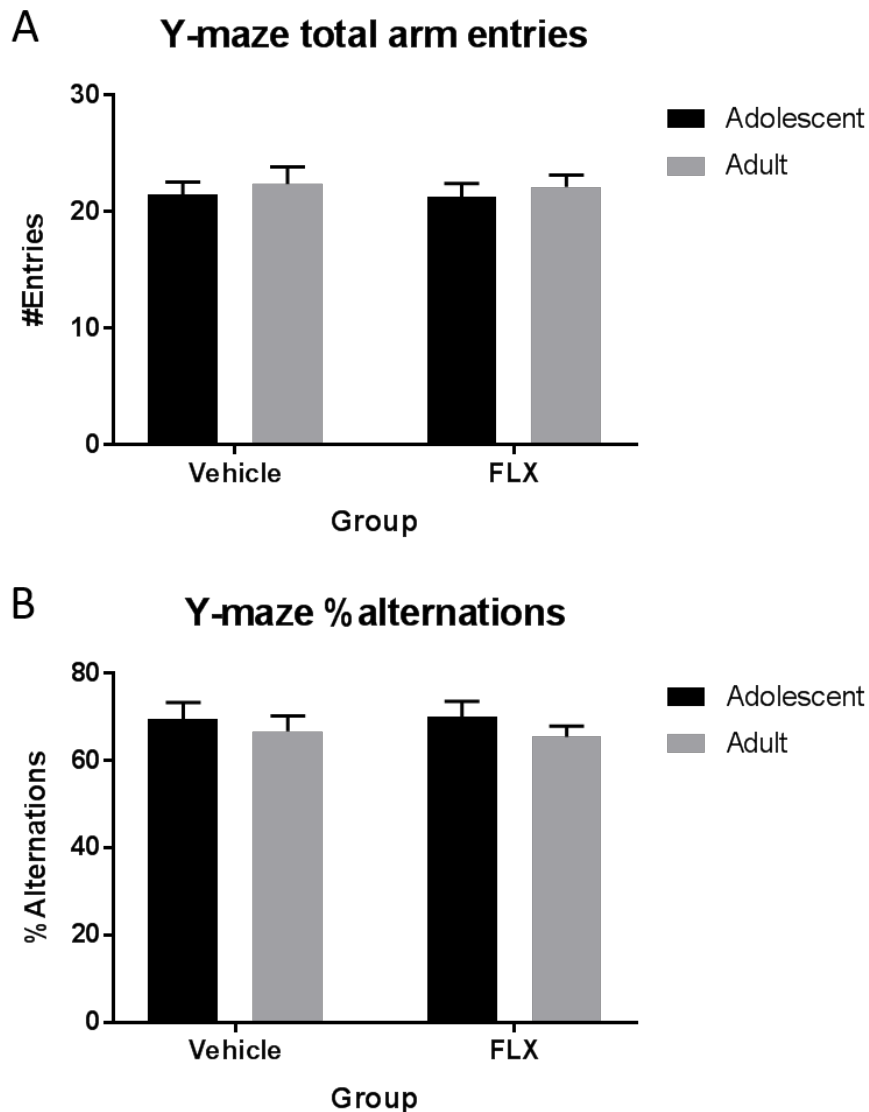 A
Y-maze total arm entries
30
20
10
0
#Entries
Vehicle
FLX
Group
Adolescent
Adult
B
Y-maze % alternations
80
60
40
20
0
% Alternations
Vehicle
FLX
Group
Adolescent
Adult